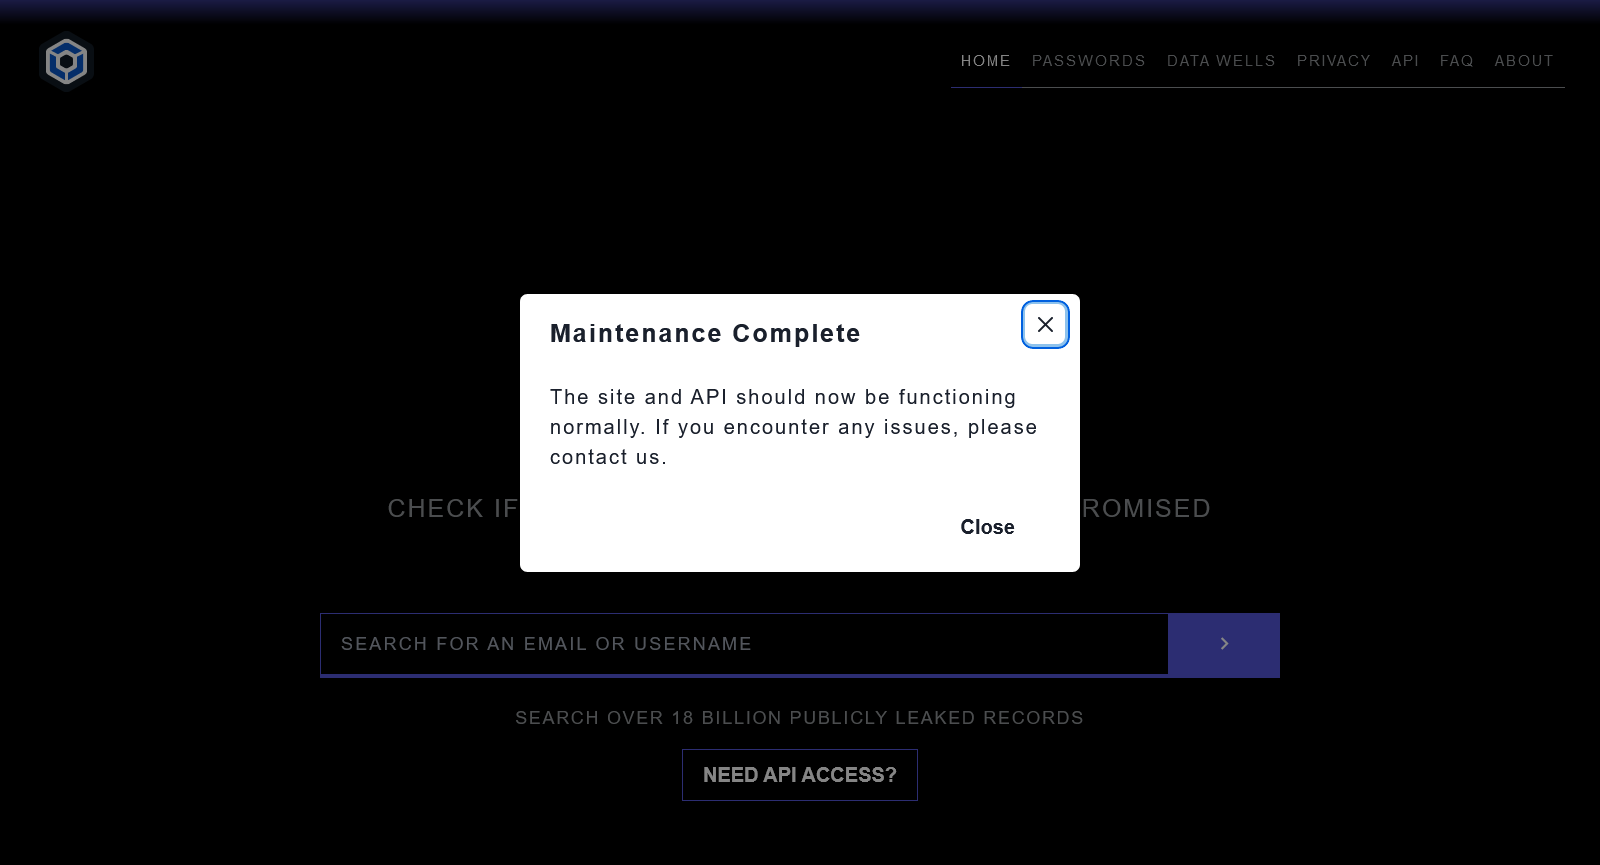 HOME PASSWORDS DATA WELLS PRIVACY API FAQ ABOUT
Maintenance Complete
The site and API should now be functioning
normally. If you encounter any issues, please
contact us.
Close
CHECK IF
SEARCH FOR AN EMAIL OR USERNAME
SEARCH OVER 18 BILLION PUBLICLY LEAKED RECORDS
NEED API ACCESS?